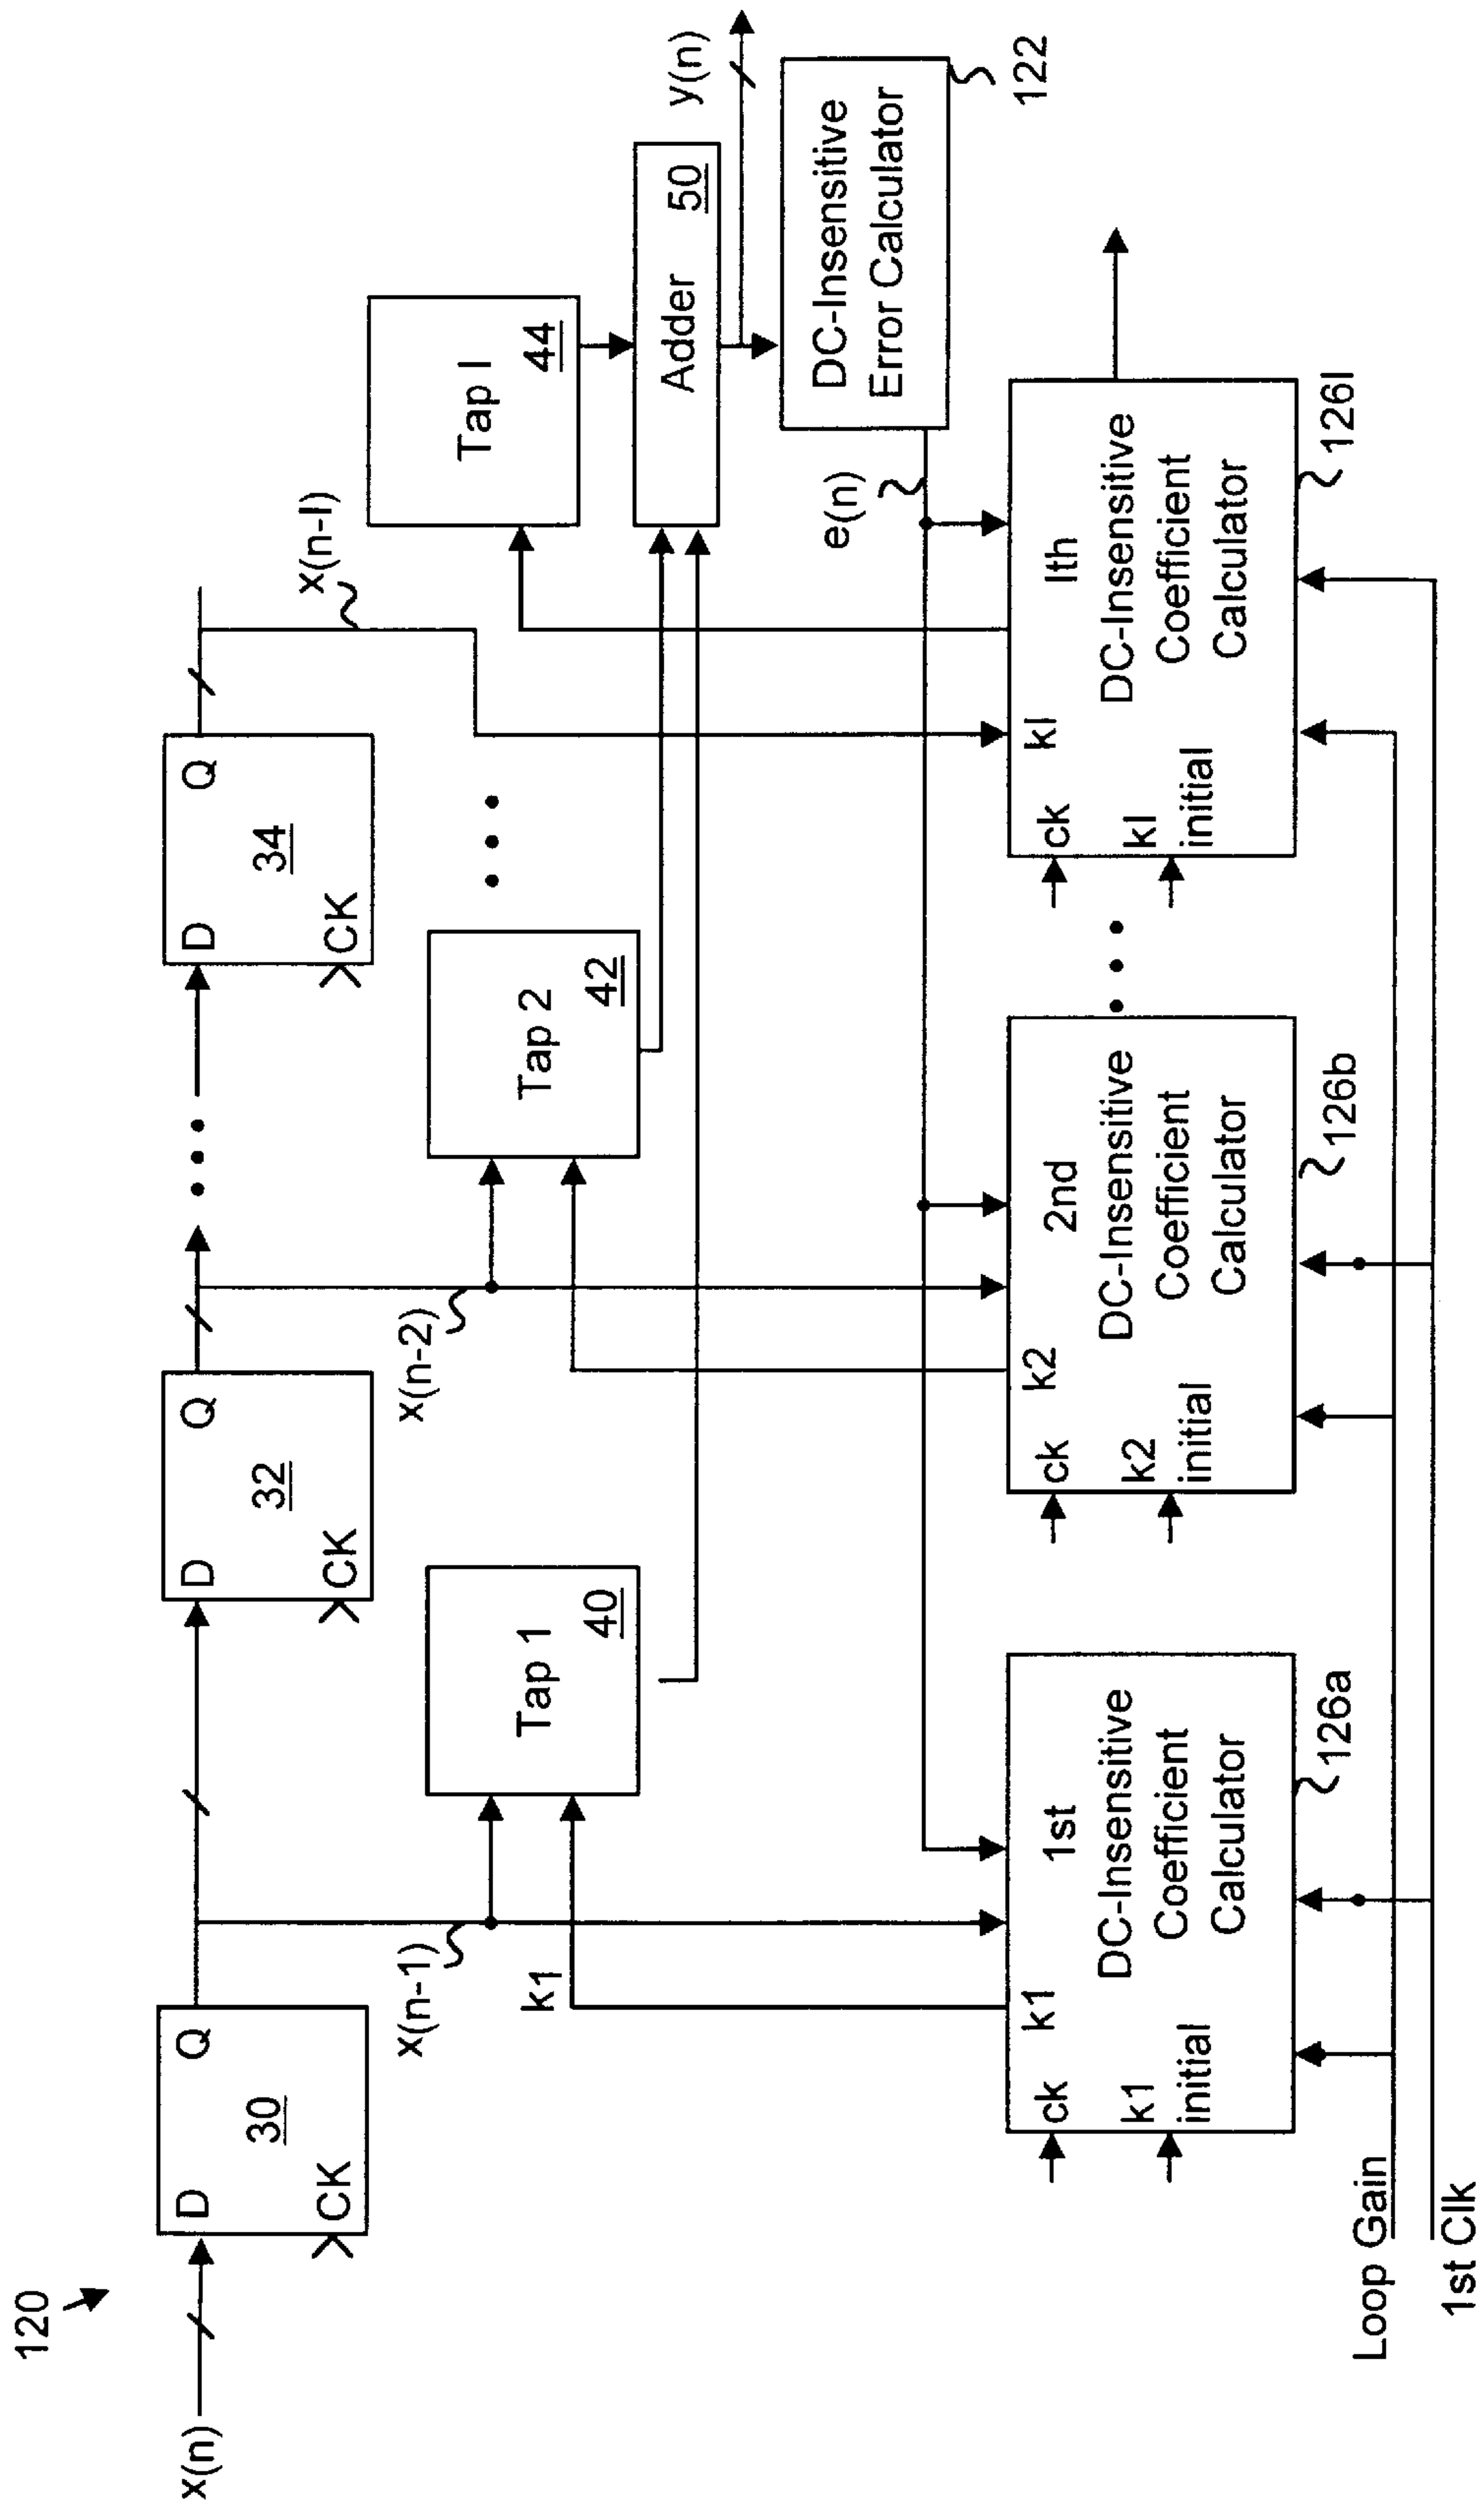 120
x(n)
D
Q
30
CK
D
Q
32
CK
D
Q
34
CK
x(n-1)
x(n-2)
x(n-l)
k1
Tap 1
40
Tap 2
42
Tap l
44
Adder
50
y(n)
DC-Insensitive
Error Calculator
122
e(n)
ck
k1
1st
DC-Insensitive
Coefficient
Calculator
k1
initial
126a
ck
k2
2nd
DC-Insensitive
Coefficient
Calculator
k2
initial
126b
ck
kl
lth
DC-Insensitive
Coefficient
Calculator
kl
initial
126l
Loop Gain
1st Clk